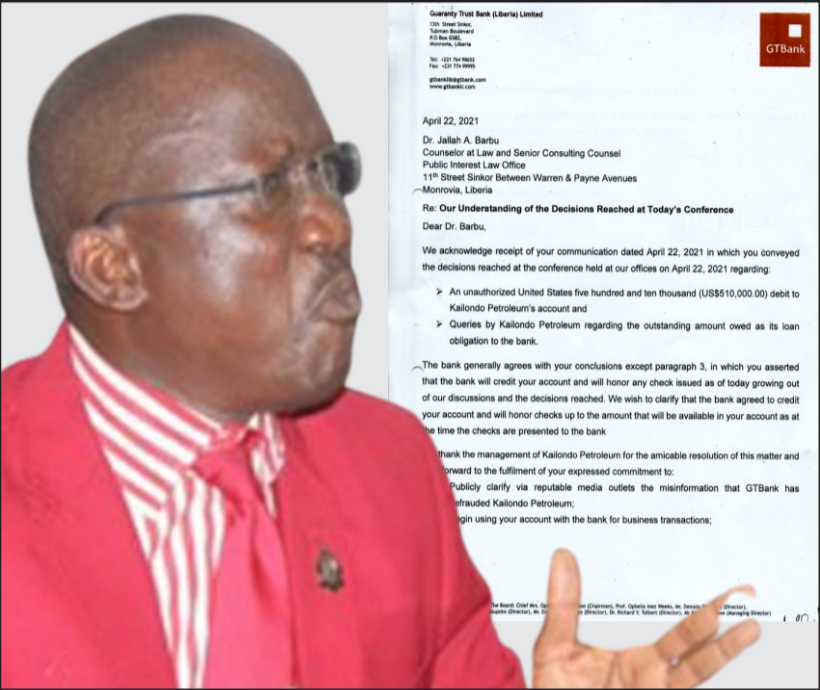 Guaranty Trust Bank (Liberia) Limited
13th Street Sinkor,
Tubman Boulevard
P.O Box 0382,
Monrovia, Liberia
GTBank
April 22, 2021
Dr. Jallah A. Barbu
Counselor at Law and Senior Consulting Counsel
Public Interest Law Office
11th Street Sinkor Between Warren & Payne Avenues
Monrovia, Liberia
Re: Our Understanding of the Decisions Reached at Today's Conference
Dear Dr. Barbu,
We acknowledge receipt of your communication dated April 22, 2021 in which you conveyed
the decisions reached at the conference held at our offices on April 22, 2021 regarding:
➤ An unauthorized United States five hundred and ten thousand (US$510,000.00) debit to
Kailondo Petroleum's account and
➤ Queries by Kailondo Petroleum regarding the outstanding amount owed as its loan
obligation to the bank.
The bank generally agrees with your conclusions except paragraph 3, in which you asserted
that the bank will credit your account and will honor any check issued as of today growing out
of our discussions and the decisions reached. We wish to clarify that the bank agreed to credit
your account and will honor checks up to the amount that will be available in your account as at
the time the checks are presented to the bank
thank the management of Kailondo Petroleum for the amicable resolution of this matter and
orward to the fulfilment of your expressed commitment to:
Publicly clarify via reputable media outlets the misinformation that GTBank has
efrauded Kailondo Petroleum;
egin using your account with the bank for business transactions;